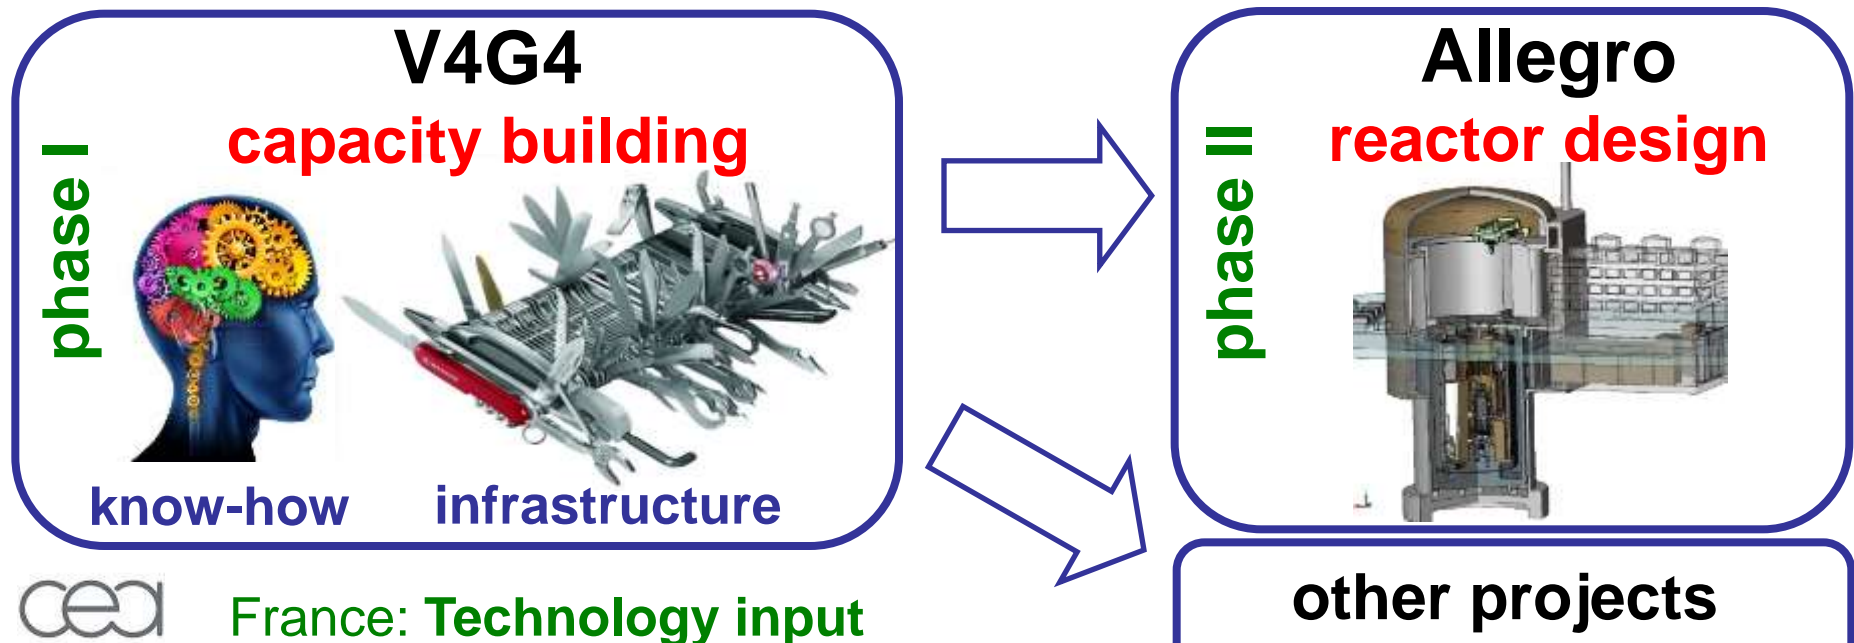 V4G4
capacity building
phase I
know-how
infrastructure
cea
France: Technology input
Allegro
reactor design
phase II
other projects